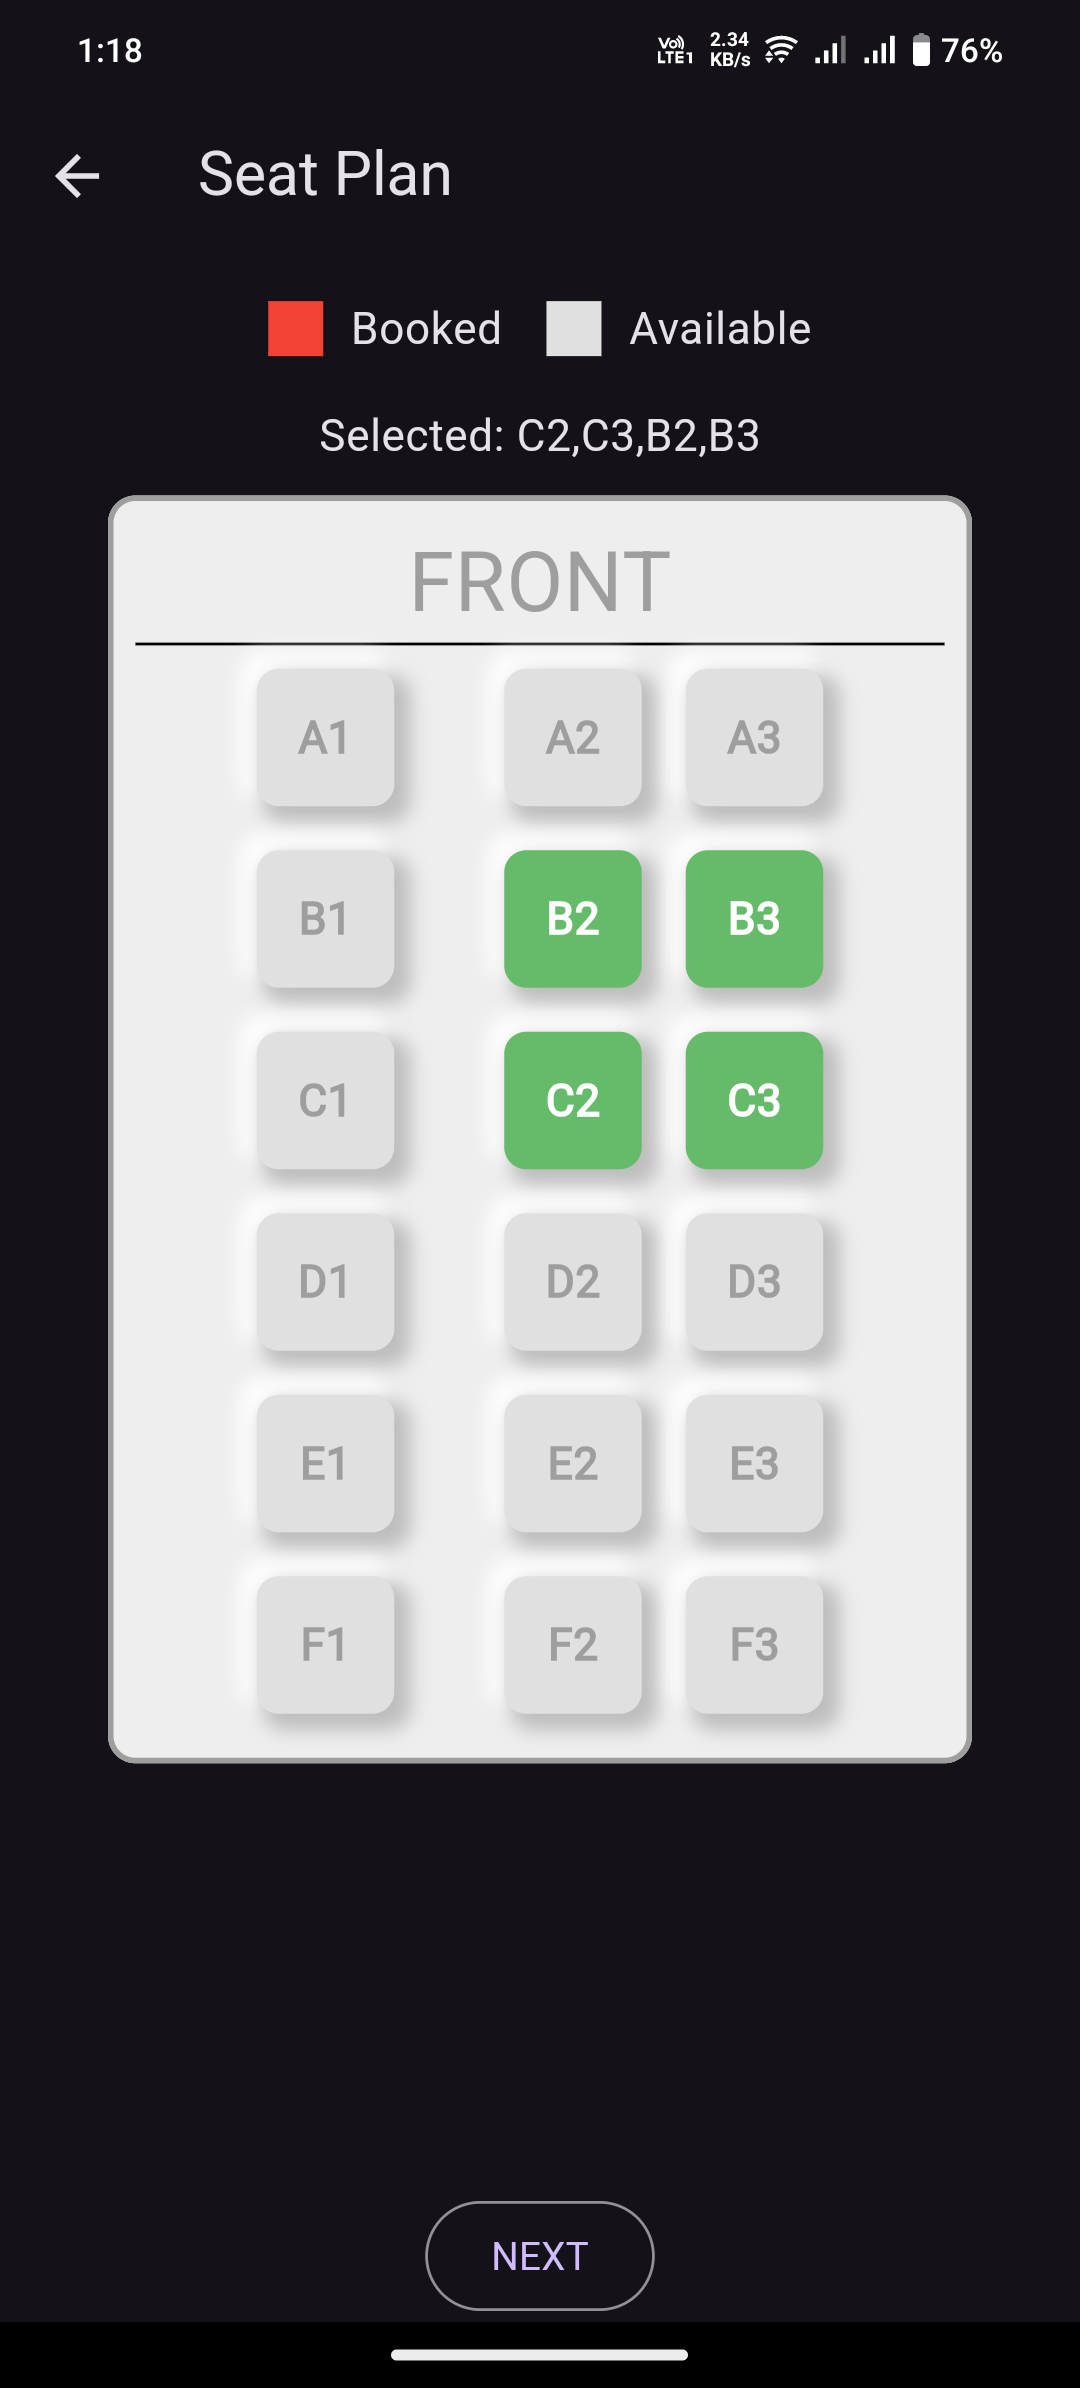 1:18 Vo) LTE1 2.34 KB/s 76%
Seat Plan
Booked Available
Selected: C2,C3,B2,B3
FRONT
A1 A2 A3
B1 B2 B3
C1 C2 C3
D1 D2 D3
E1 E2 E3
F1 F2 F3
NEXT